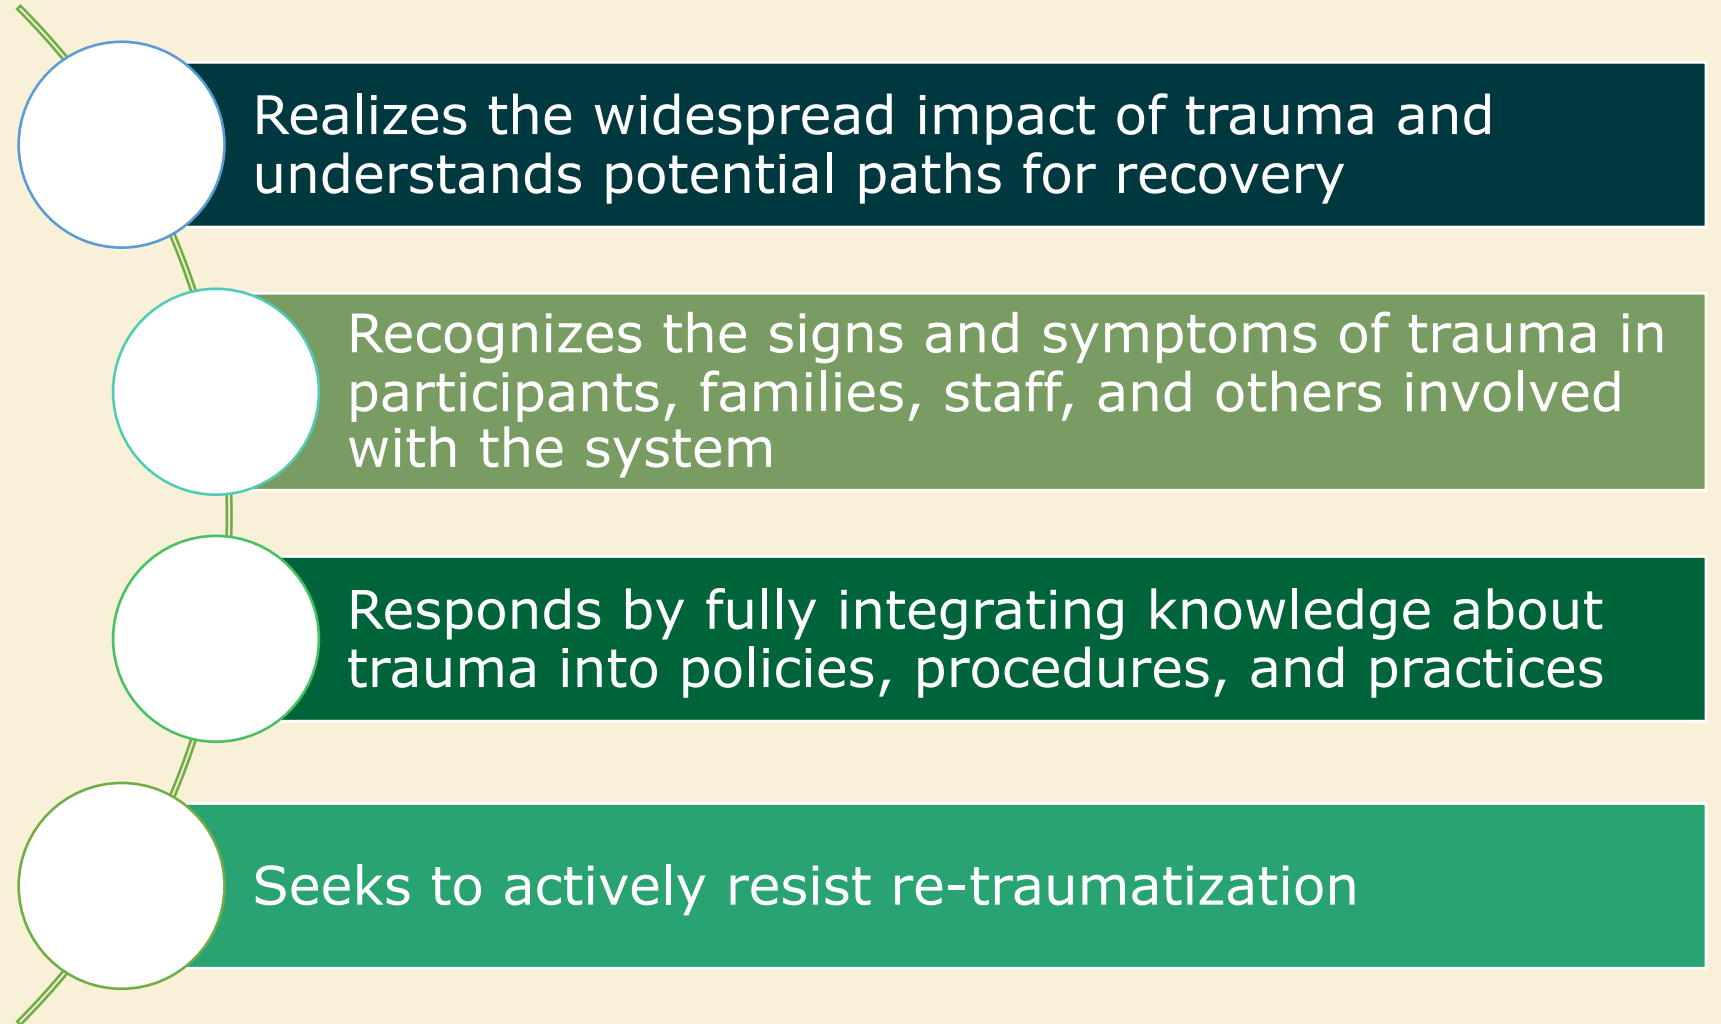 Realizes the widespread impact of trauma and
understands potential paths for recovery
Recognizes the signs and symptoms of trauma in
participants, families, staff, and others involved
with the system
Responds by fully integrating knowledge about
trauma into policies, procedures, and practices
Seeks to actively resist re-traumatization